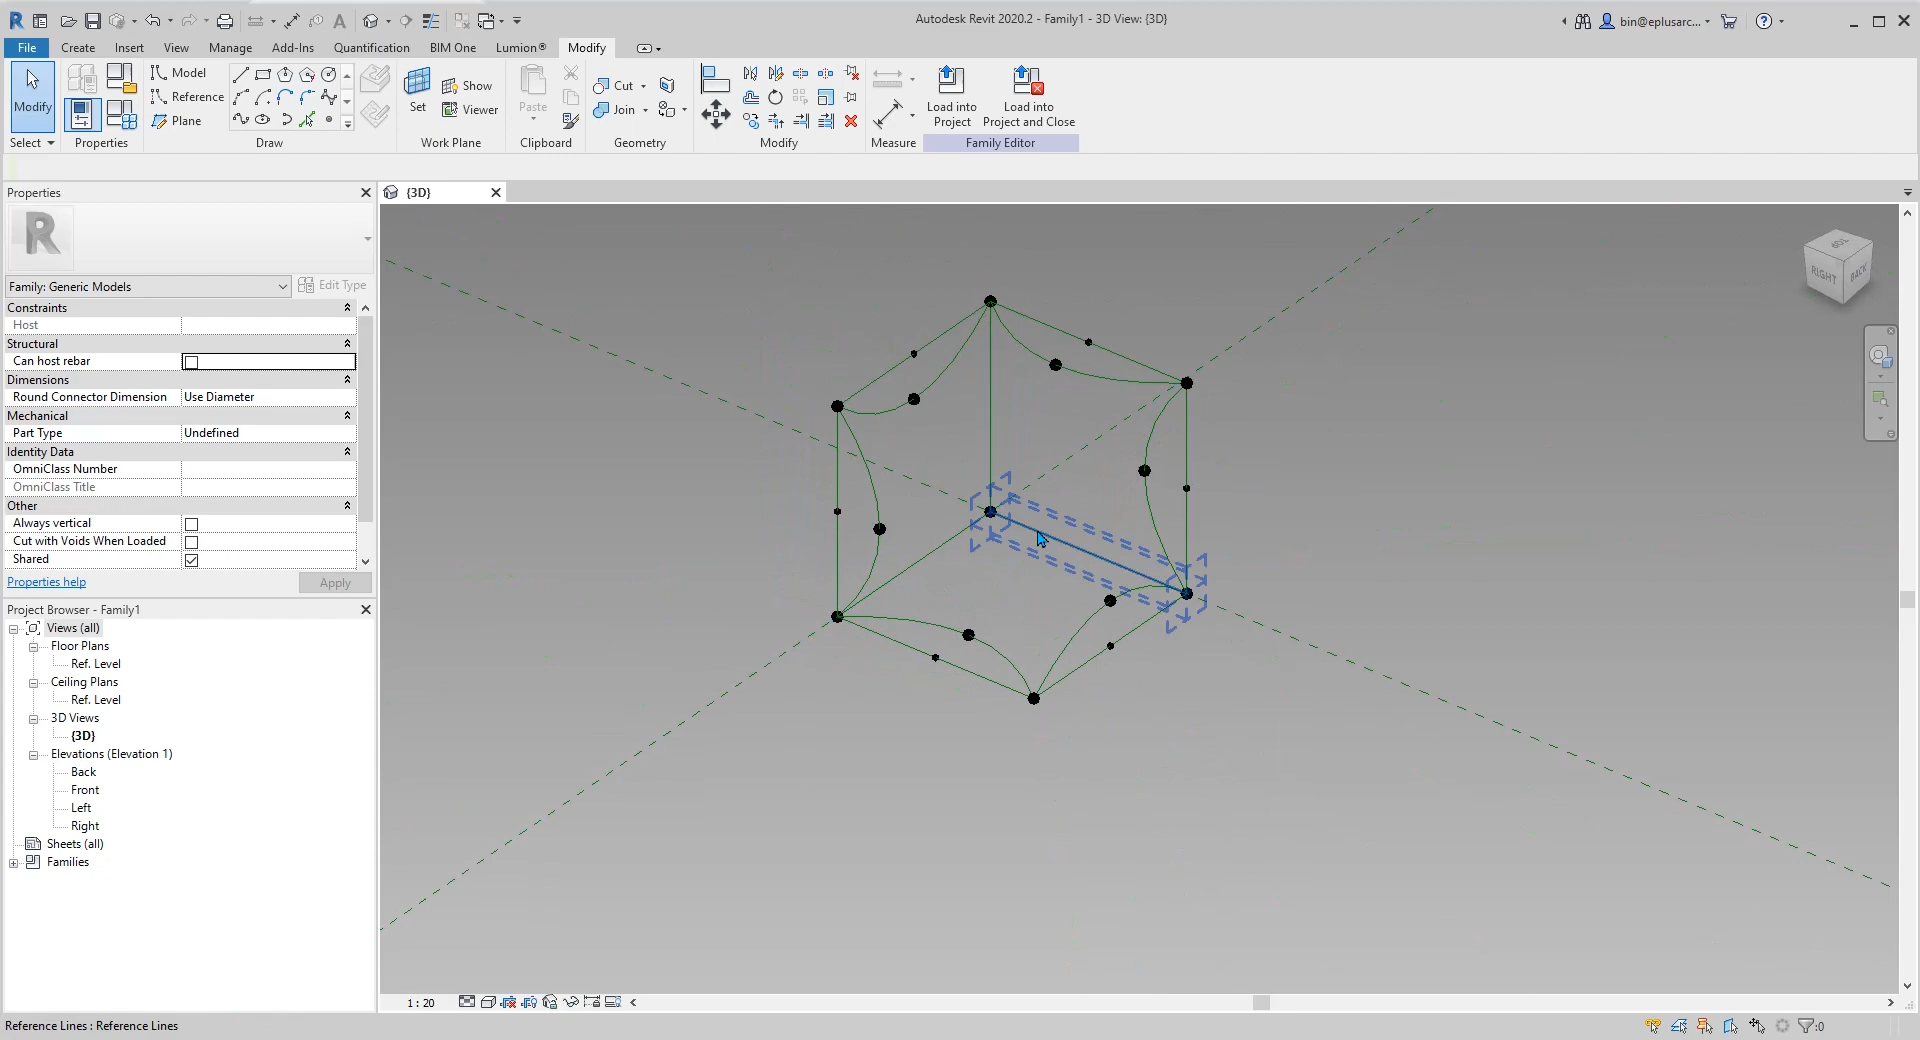 Autodesk Revit 2020.2 - Family1 - 3D View: {3D}
bin@eplusarc...
File Create Insert View Manage Add-Ins Quantification BIM One Lumion® Modify
Modify
Model
Reference
Plane
Set
Show
Viewer
Paste
Cut
Join
Load into
Project
Load into
Project and Close
Select Properties Draw Work Plane Clipboard Geometry Modify Measure Family Editor
Properties
{3D}
R
Family: Generic Models
Edit Type
Constraints
Host
Structural
Can host rebar
Dimensions
Round Connector Dimension Use Diameter
Mechanical
Part Type Undefined
Identity Data
OmniClass Number
OmniClass Title
Other
Always vertical
Cut with Voids When Loaded
Shared
Properties help
Apply
Project Browser - Family1
Views (all)
Floor Plans
Ref. Level
Ceiling Plans
Ref. Level
3D Views
{3D}
Elevations (Elevation 1)
Back
Front
Left
Right
Sheets (all)
Families
TOP
RIGHT
BACK
1 : 20
Reference Lines : Reference Lines
:0